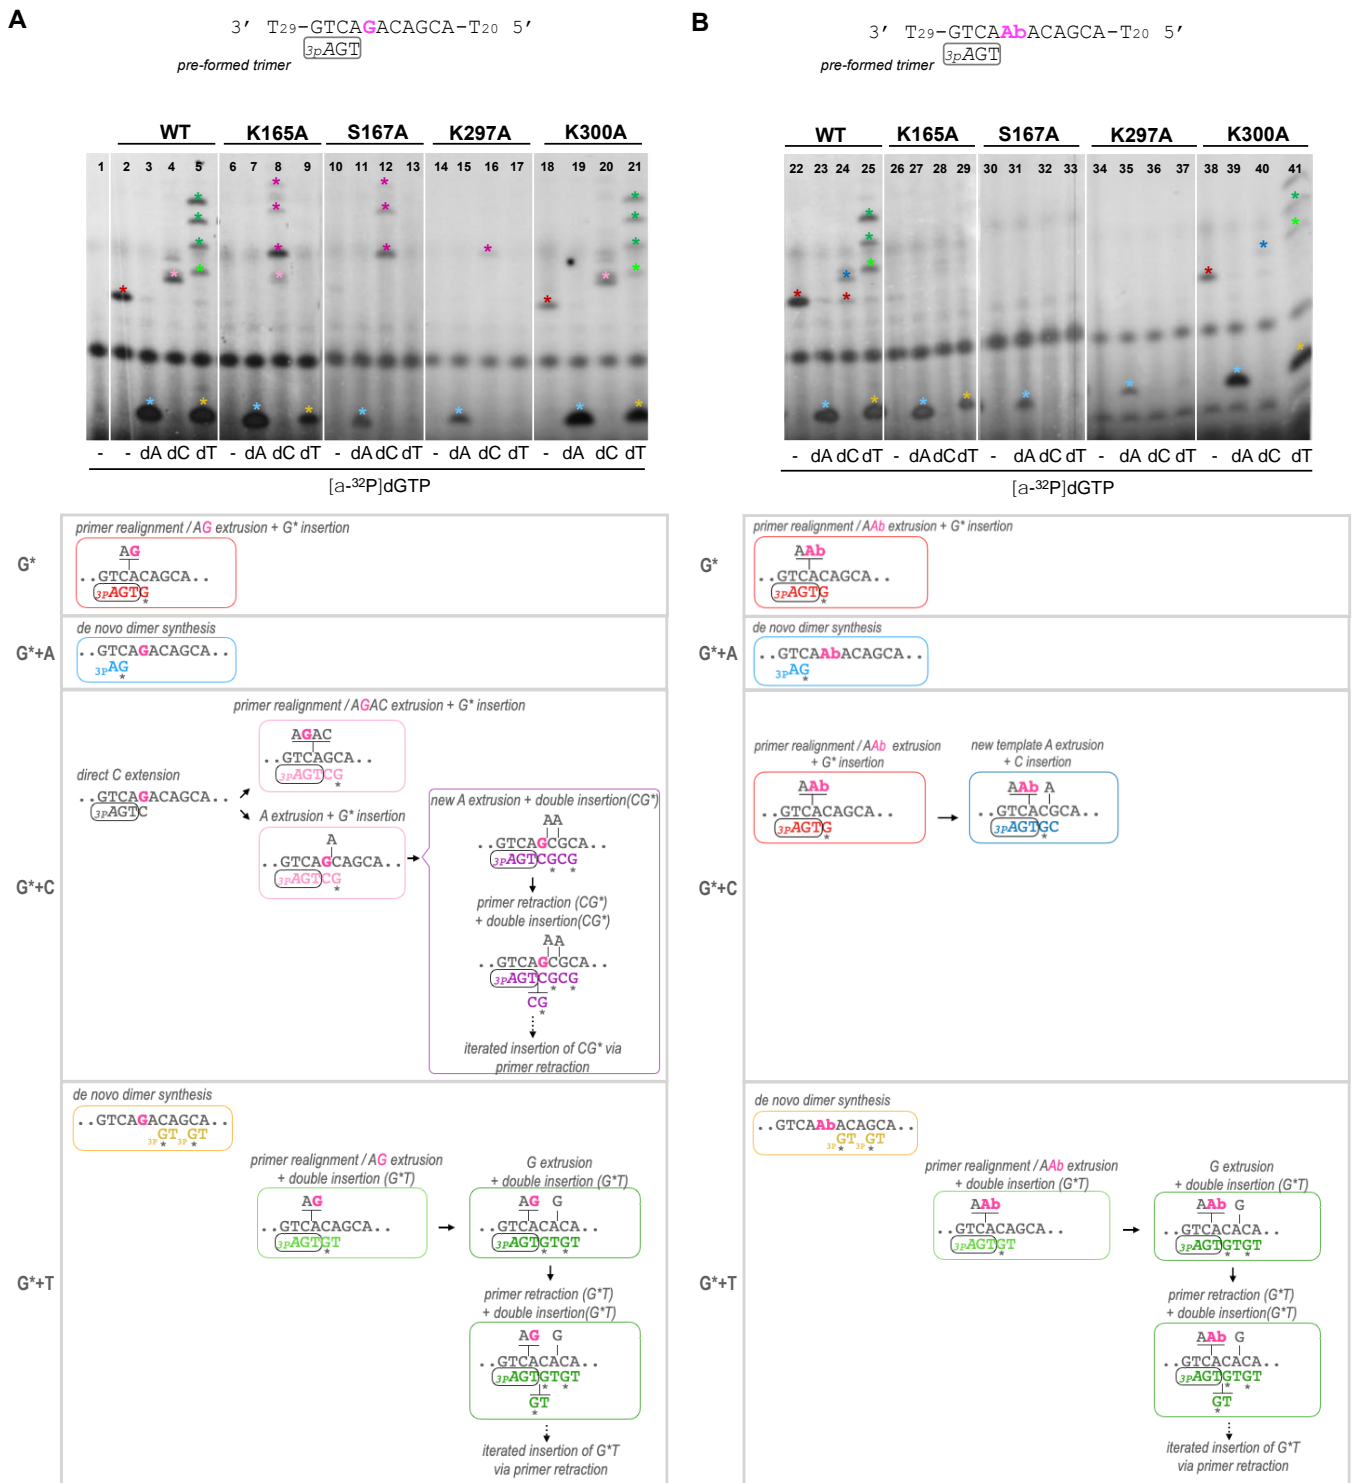 A
3' T29-GTCAGACAGCA-T20 5'
3pAGT
pre-formed trimer
WT K165A S167A K297A K300A
1 2 3 4 5 6 7 8 9 10 11 12 13 14 15 16 17 18 19 20 21
- - dA dC dT - dA dC dT - dA dC dT - dA dC dT - dA dC dT
[a-32P]dGTP
G*
primer realignment / AG extrusion + G* insertion
AG
..GTCACAGCA..
3PAGTG
*
G*+A
de novo dimer synthesis
..GTCAGACAGCA..
3PAG
*
G*+C
primer realignment / AGAC extrusion + G* insertion
AGAC
..GTCAGCA..
3PAGTCG
*
direct C extension
..GTCAGACAGCA..
3PAGTC
A extrusion + G* insertion
A
..GTCAGCAGCA..
3PAGTCG
*
new A extrusion + double insertion(CG*)
AA
..GTCAGCGCA..
3PAGTCGCG
* *
primer retraction (CG*)
+ double insertion(CG*)
AA
..GTCAGCGCA..
3PAGTCGCG
* *
CG
*
iterated insertion of CG* via
primer retraction
G*+T
de novo dimer synthesis
..GTCAGACAGCA..
3PGT3PGT
* *
primer realignment / AG extrusion
+ double insertion (G*T)
AG
..GTCACAGCA..
3PAGTGT
*
G extrusion
+ double insertion (G*T)
AG G
..GTCACACA..
3PAGTGTGT
* *
primer retraction (G*T)
+ double insertion(G*T)
AG G
..GTCACACA..
3PAGTGTGT
* *
GT
*
iterated insertion of G*T
via primer retraction
B
3' T29-GTCAAbACAGCA-T20 5'
3pAGT
pre-formed trimer
WT K165A S167A K297A K300A
22 23 24 25 26 27 28 29 30 31 32 33 34 35 36 37 38 39 40 41
- dA dC dT - dA dC dT - dA dC dT - dA dC dT - dA dC dT
[a-32P]dGTP
G*
primer realignment / AAb extrusion + G* insertion
AAb
..GTCACAGCA..
3PAGTG
*
G*+A
de novo dimer synthesis
..GTCAAbACAGCA..
3PAG
*
G*+C
primer realignment / AAb extrusion
+ G* insertion
AAb
..GTCACAGCA..
3PAGTG
*
new template A extrusion
+ C insertion
AAb A
..GTCACGCA..
3PAGTGC
*
G*+T
de novo dimer synthesis
..GTCAAbACAGCA..
3PGT3PGT
* *
primer realignment / AAb extrusion
+ double insertion (G*T)
AAb
..GTCACAGCA..
3PAGTGT
*
G extrusion
+ double insertion (G*T)
AAb G
..GTCACACA..
3PAGTGTGT
* *
primer retraction (G*T)
+ double insertion(G*T)
AAb G
..GTCACACA..
3PAGTGTGT
* *
GT
*
iterated insertion of G*T
via primer retraction